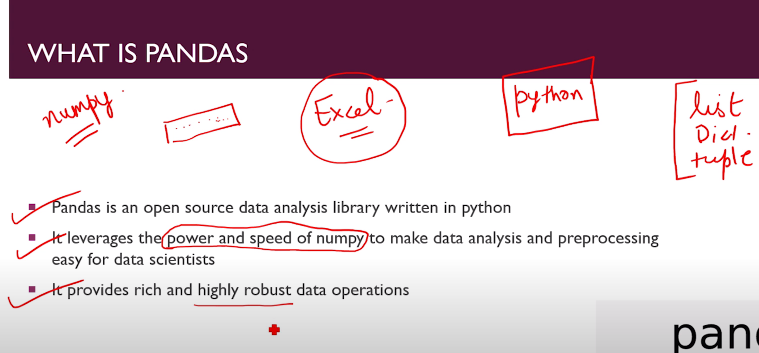 WHAT IS PANDAS
numpy
Excel
python
list
Dict.
tuple
Pandas is an open source data analysis library written in python
It leverages the power and speed of numpy to make data analysis and preprocessing
easy for data scientists
It provides rich and highly robust data operations
pand